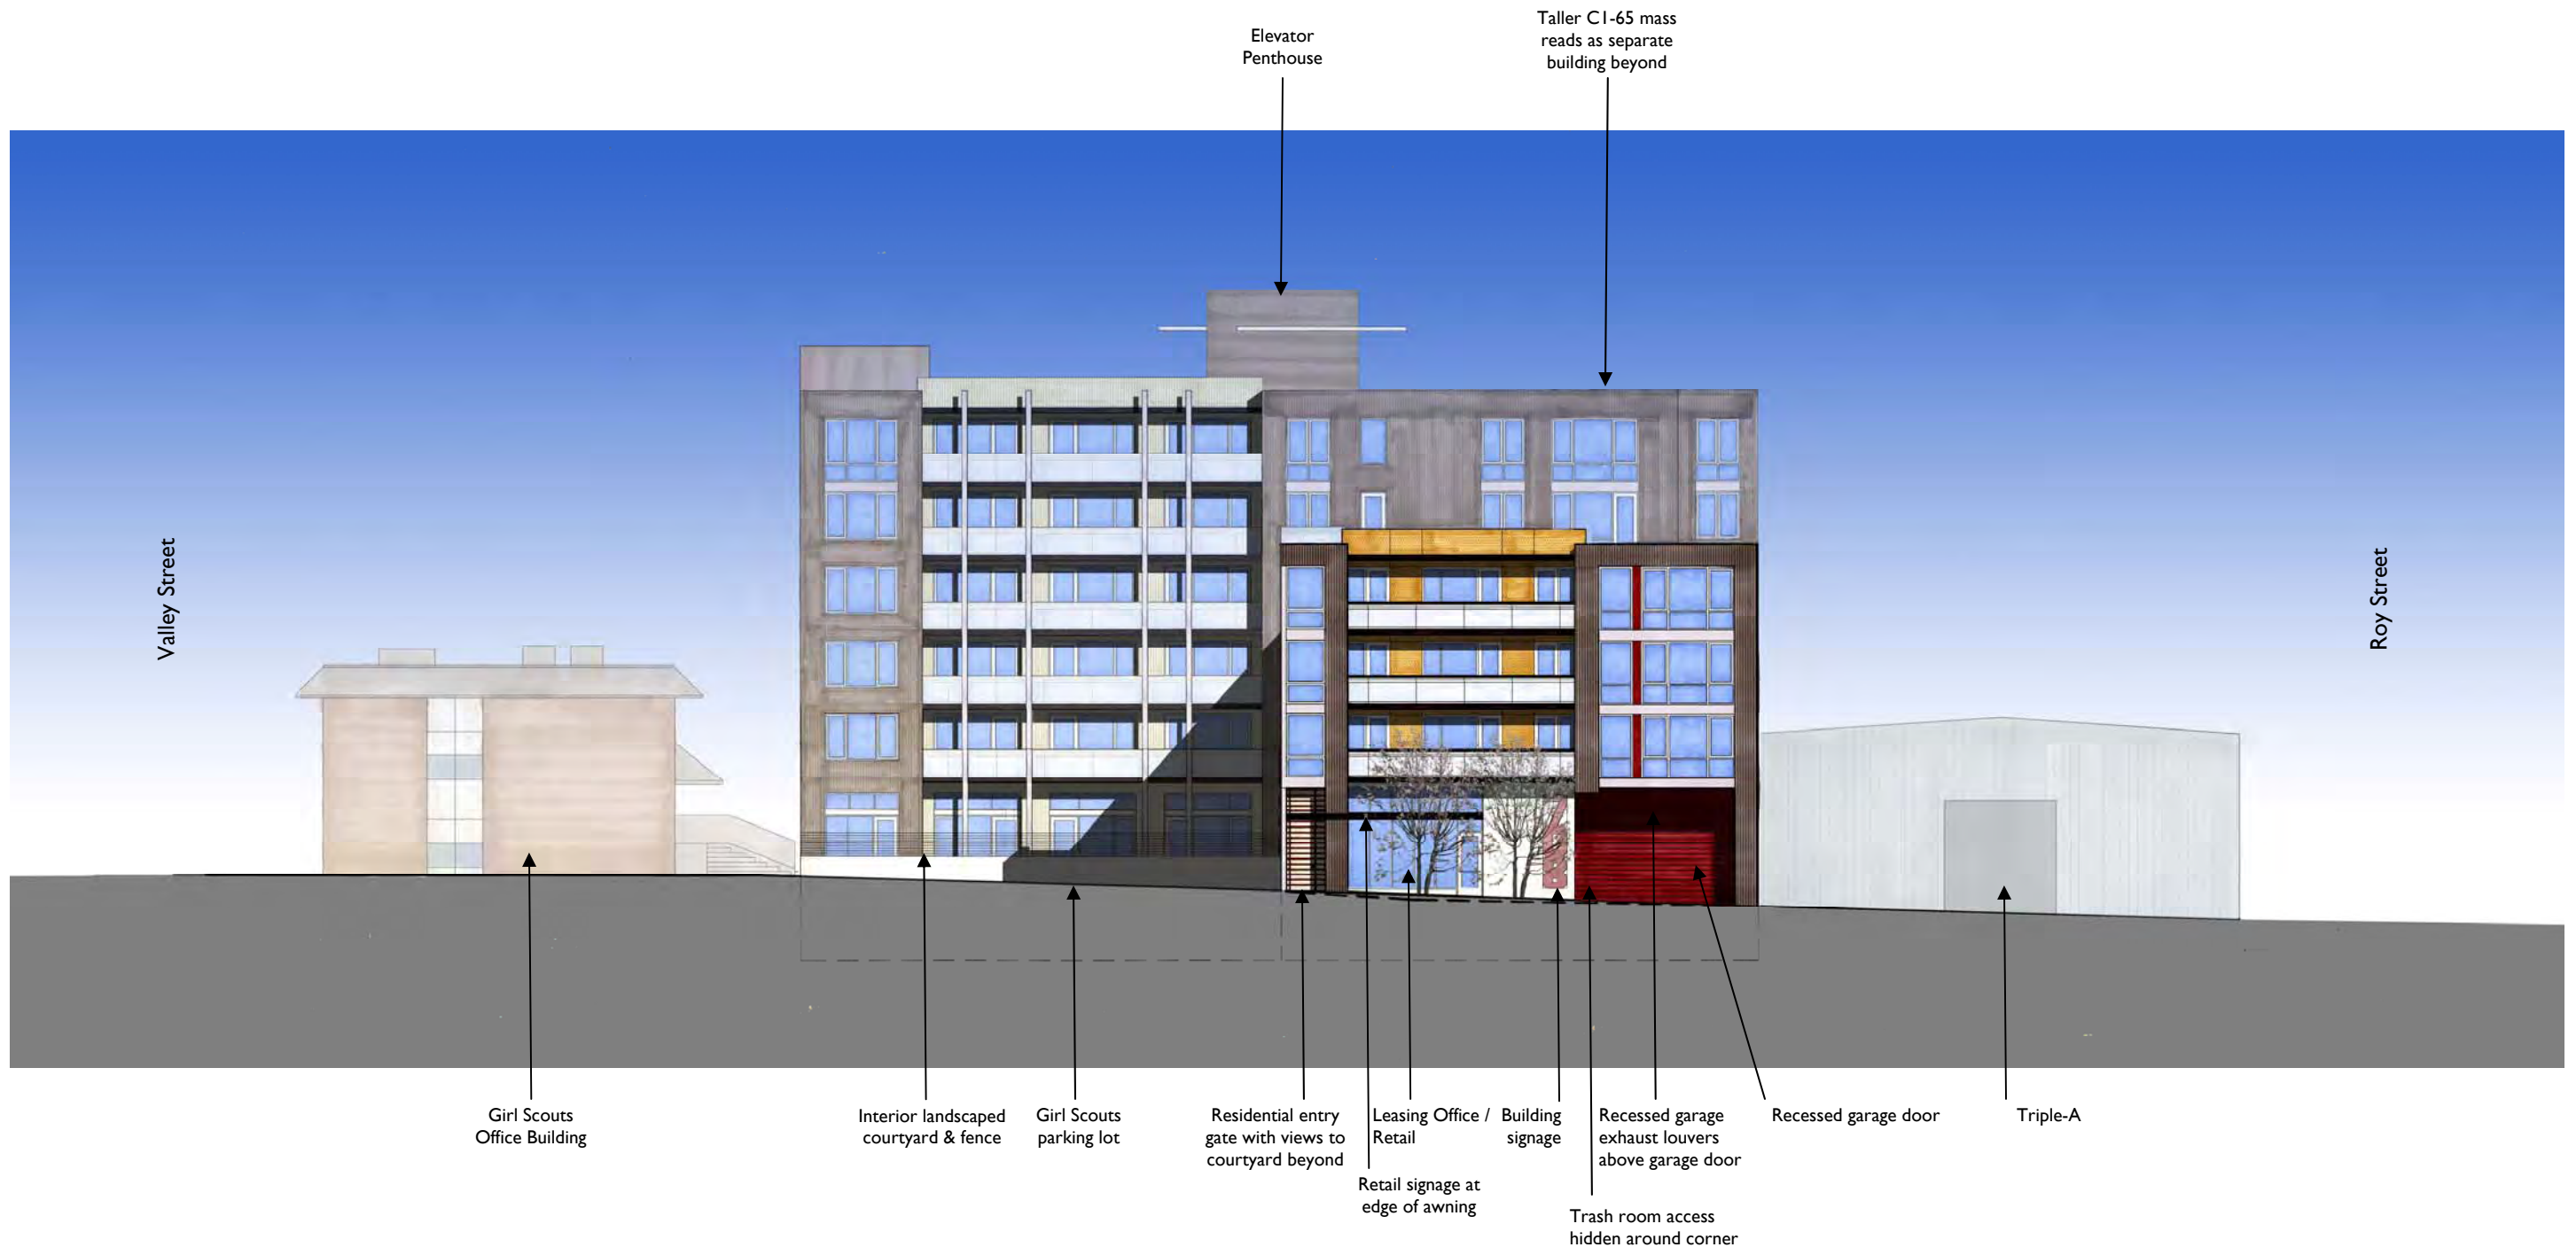 Elevator
Penthouse
Taller C1-65 mass
reads as separate
building beyond
Valley Street
Roy Street
Girl Scouts
Office Building
Interior landscaped
courtyard & fence
Girl Scouts
parking lot
Residential entry
gate with views to
courtyard beyond
Leasing Office /
Retail
Retail signage at
edge of awning
Building
signage
Recessed garage
exhaust louvers
above garage door
Trash room access
hidden around corner
Recessed garage door
Triple-A